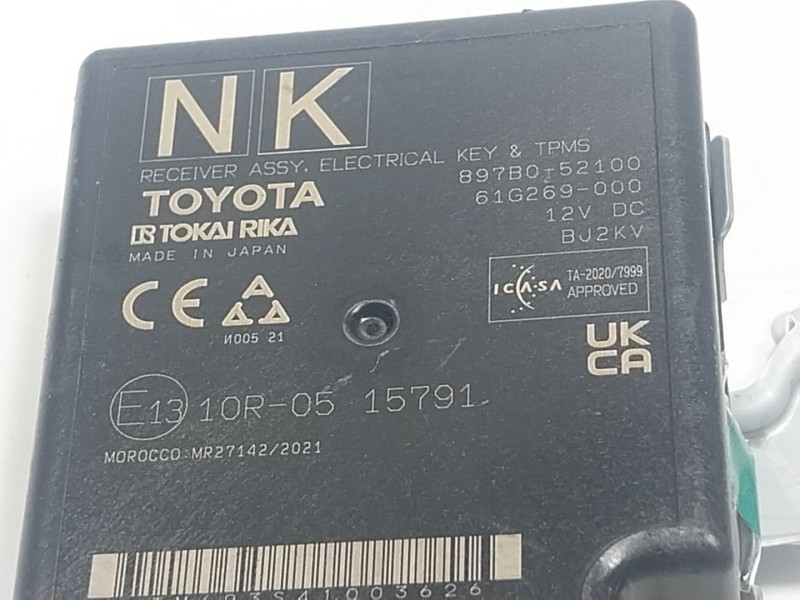 NK
RECEIVER ASSY, ELECTRICAL KEY & TPMS
TOYOTA 897B0-52100
61G269-000
TOKAI RIKA 12V DC
MADE IN JAPAN BJ2KV
ICASA TA-2020/7999
APPROVED
CE
И005 21
UK
CA
E13 10R-05 15791
MOROCCO MR27142/2021